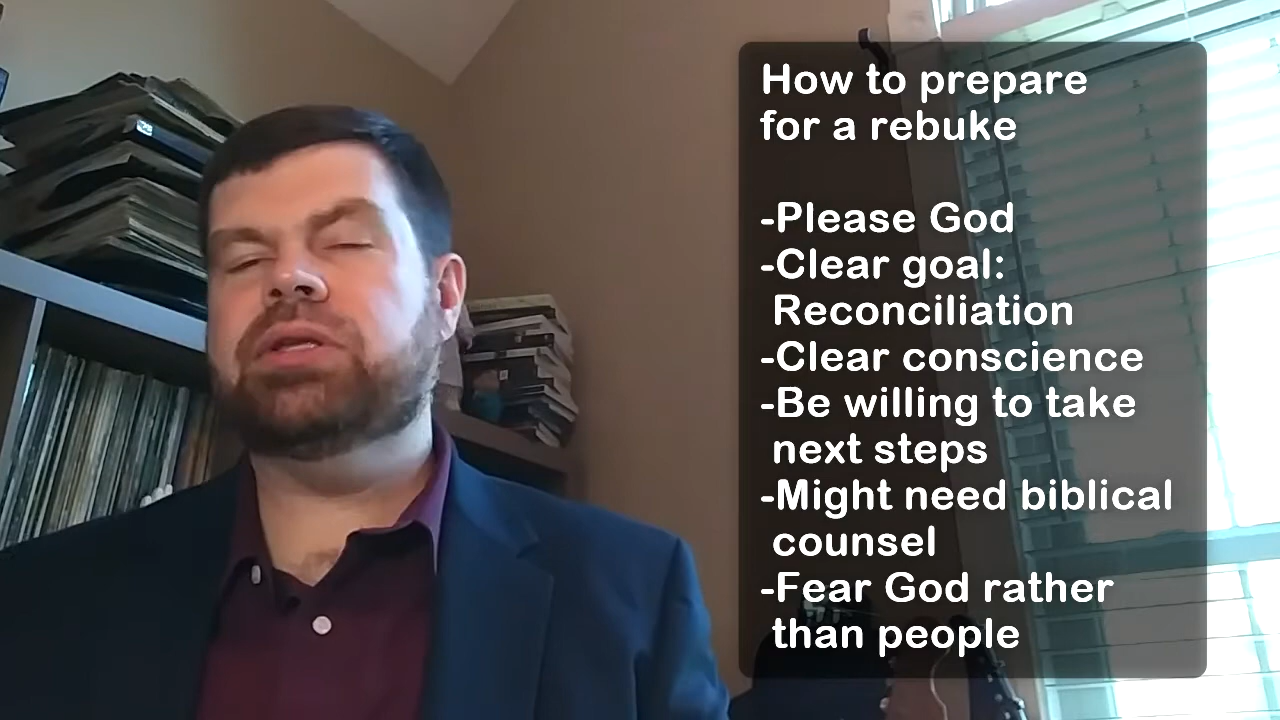 How to prepare
for a rebuke
-Please God
-Clear goal:
Reconciliation
-Clear conscience
-Be willing to take
next steps
-Might need biblical
counsel
-Fear God rather
than people